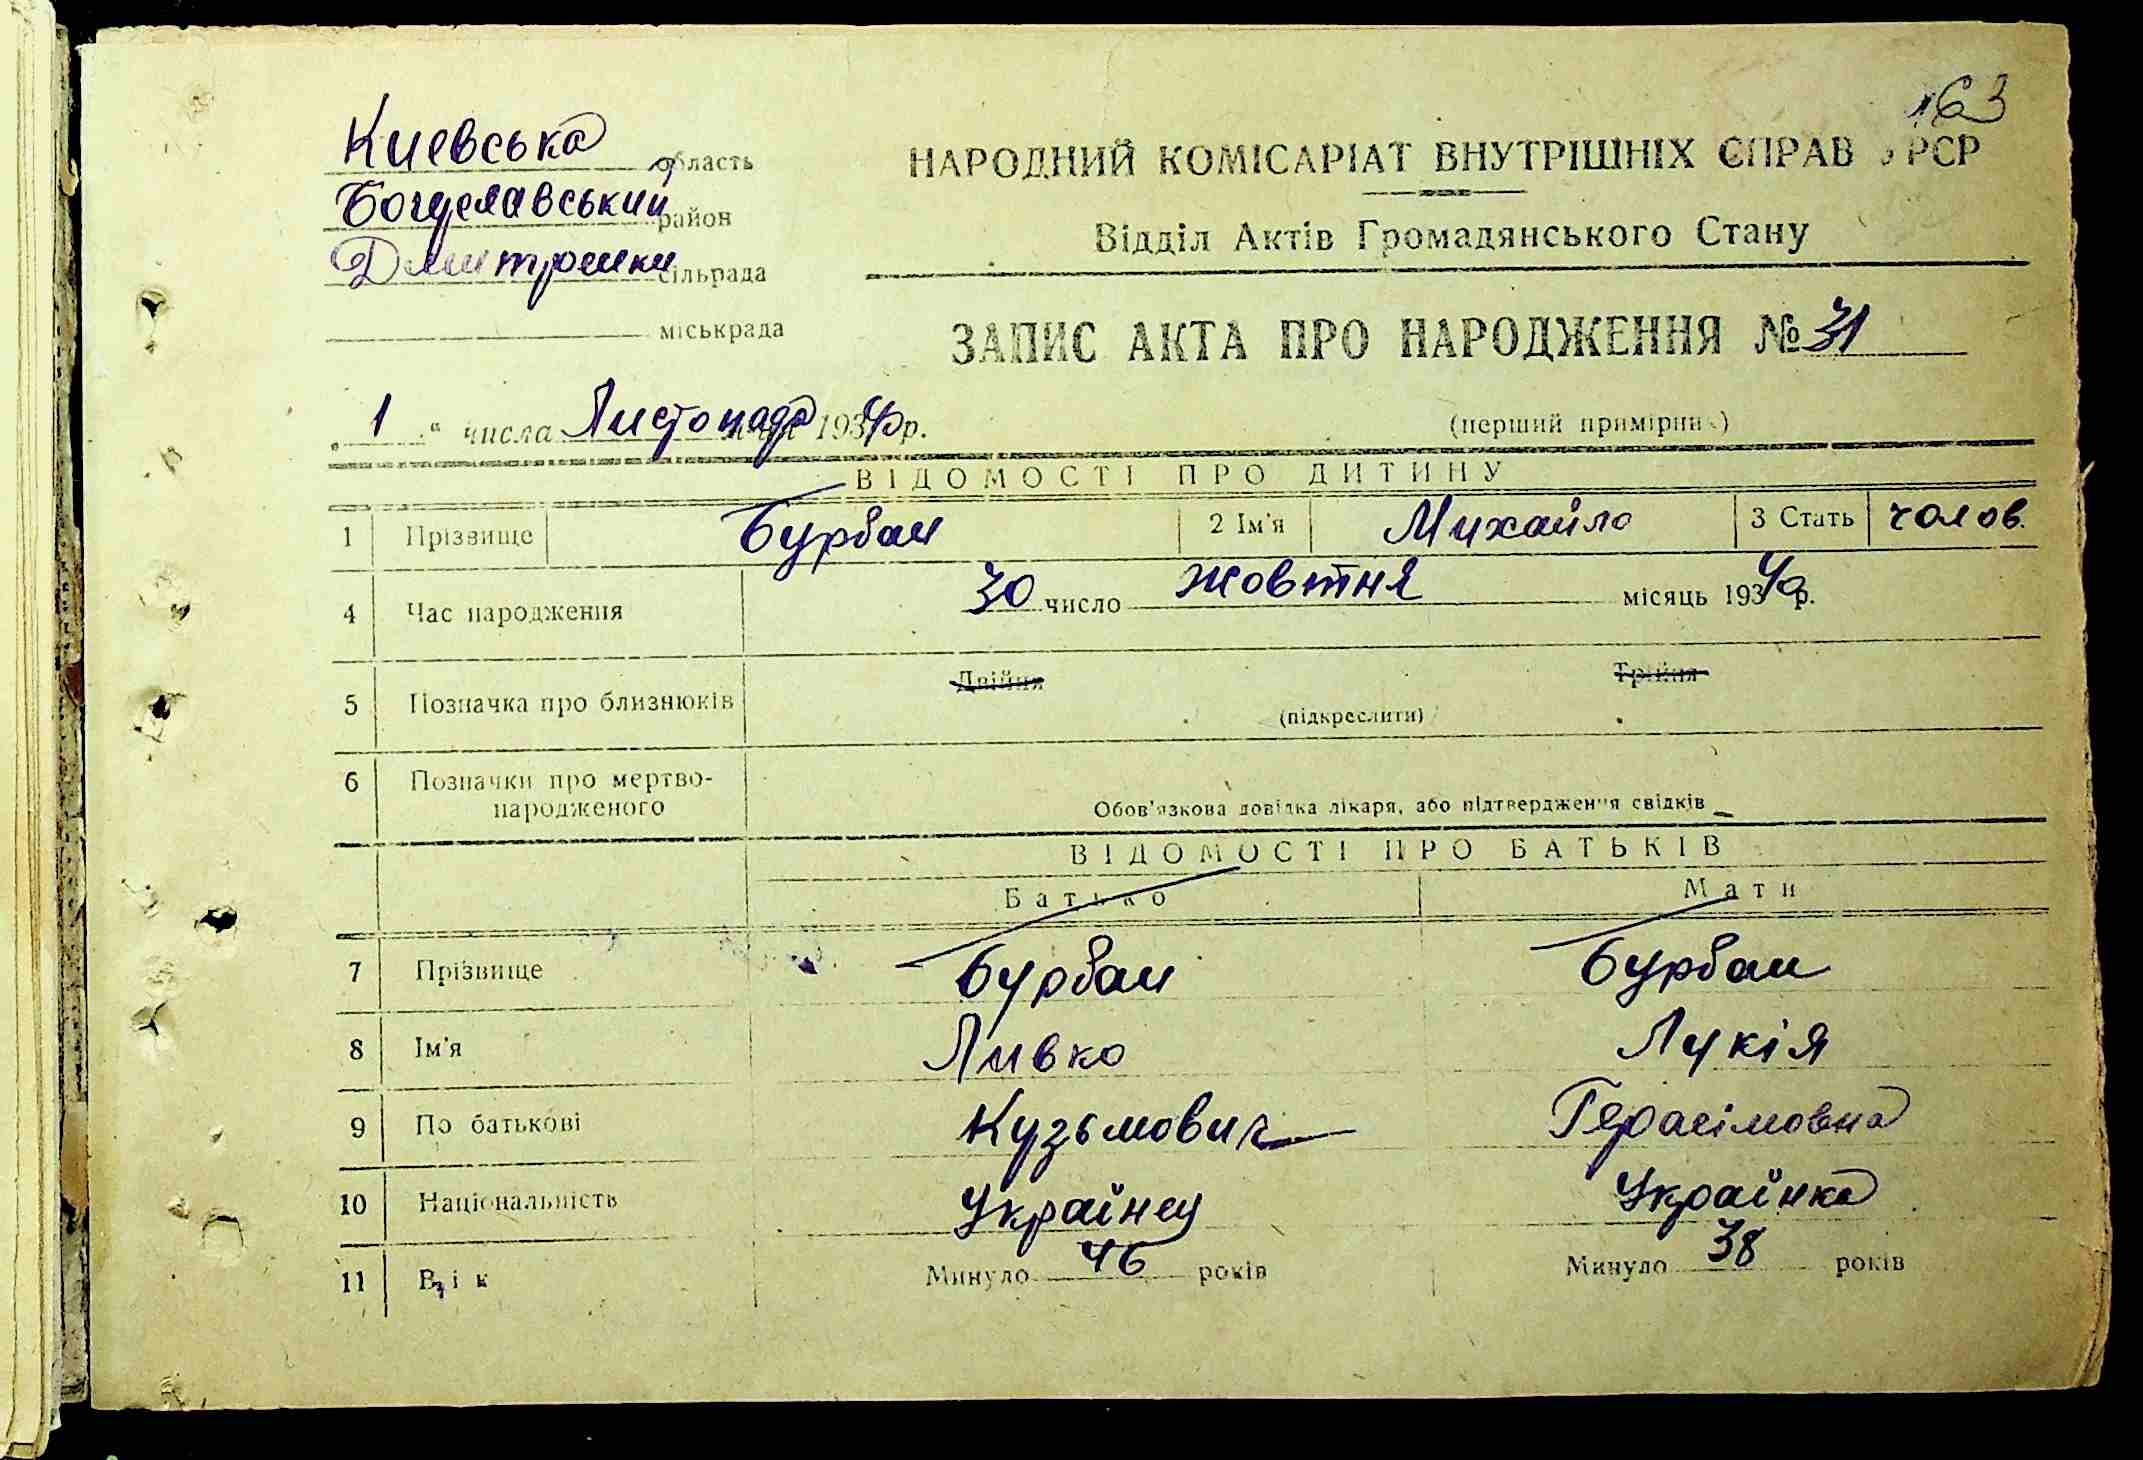 163
Киевська область
НАРОДНИЙ КОМІСАРІАТ ВНУТРІШНІХ СПРАВ УРСР
Богуславський район
Відділ Актів Громадянського Стану
Дмитрошки сільрада
міськрада
ЗАПИС АКТА ПРО НАРОДЖЕННЯ № 31
„1“ числа Листопада 1940 р.
(перший примірник)
ВІДОМОСТІ ПРО ДИТИНУ
1 Прізвище Бурбан 2 Ім'я Михайло 3 Стать чолов.
4 Час народження 30 число жовтня місяць 1940 р.
5 Позначка про близнюків Двійня Трійня
(підкреслити)
6 Позначки про мертво-
народженого
Обов'язкова довідка лікаря, або підтвердження свідків
ВІДОМОСТІ ПРО БАТЬКІВ
Батько Мати
7 Прізвище Бурбан Бурбан
8 Ім'я Ливко Лукія
9 По батькові Кузьмович Герасімовна
10 Національність Українец Українка
11 Вік Минуло 46 років Минуло 38 років